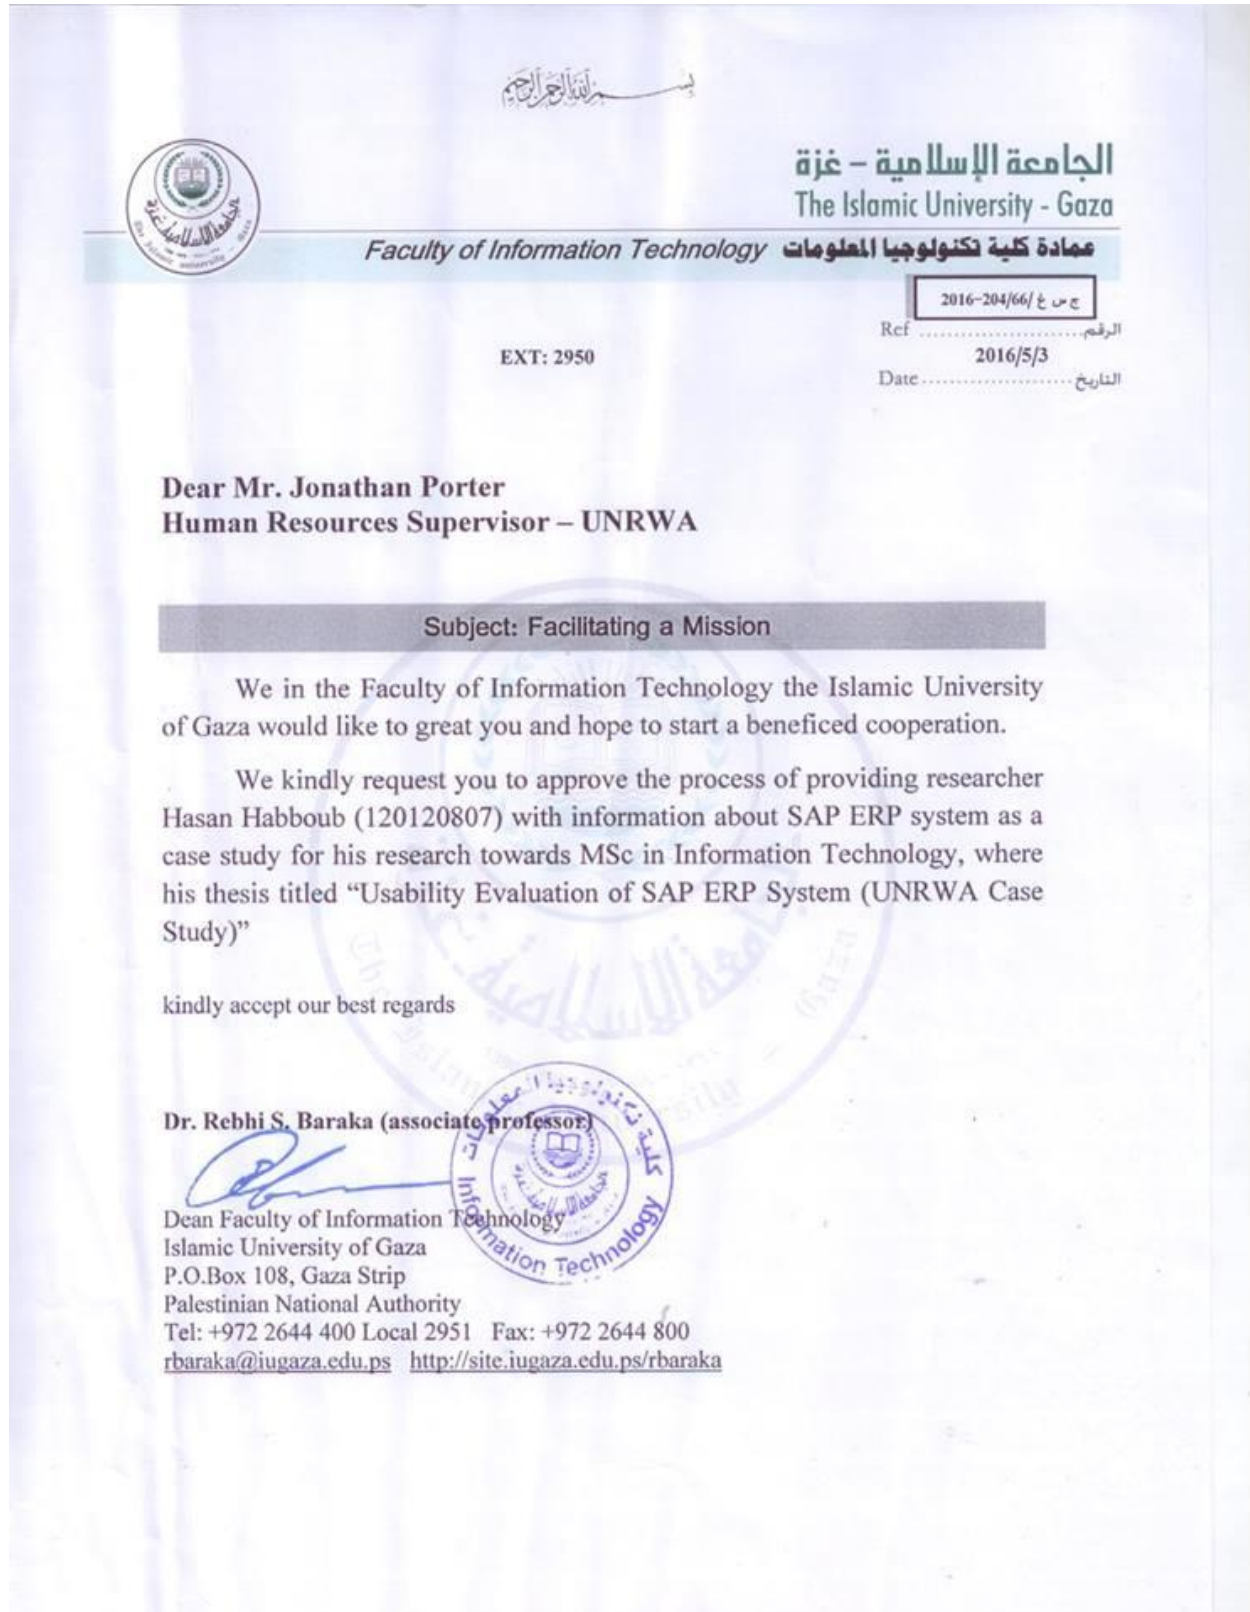 بسم الله الرحمن الرحيم
الجامعة الإسلامية – غزة
The Islamic University - Gaza
Faculty of Information Technology عمادة كلية تكنولوجيا المعلومات
ج س غ /66/204-2016
Ref ........................ الرقم
EXT: 2950
2016/5/3
Date ...................... التاريخ
Dear Mr. Jonathan Porter
Human Resources Supervisor – UNRWA
Subject: Facilitating a Mission
We in the Faculty of Information Technology the Islamic University
of Gaza would like to great you and hope to start a beneficed cooperation.
We kindly request you to approve the process of providing researcher
Hasan Habboub (120120807) with information about SAP ERP system as a
case study for his research towards MSc in Information Technology, where
his thesis titled “Usability Evaluation of SAP ERP System (UNRWA Case
Study)”
kindly accept our best regards
Dr. Rebhi S. Baraka (associate professor)
كلية تكنولوجيا المعلومات
Information Technology
Dean Faculty of Information Technology
Islamic University of Gaza
P.O.Box 108, Gaza Strip
Palestinian National Authority
Tel: +972 2644 400 Local 2951 Fax: +972 2644 800
rbaraka@iugaza.edu.ps http://site.iugaza.edu.ps/rbaraka